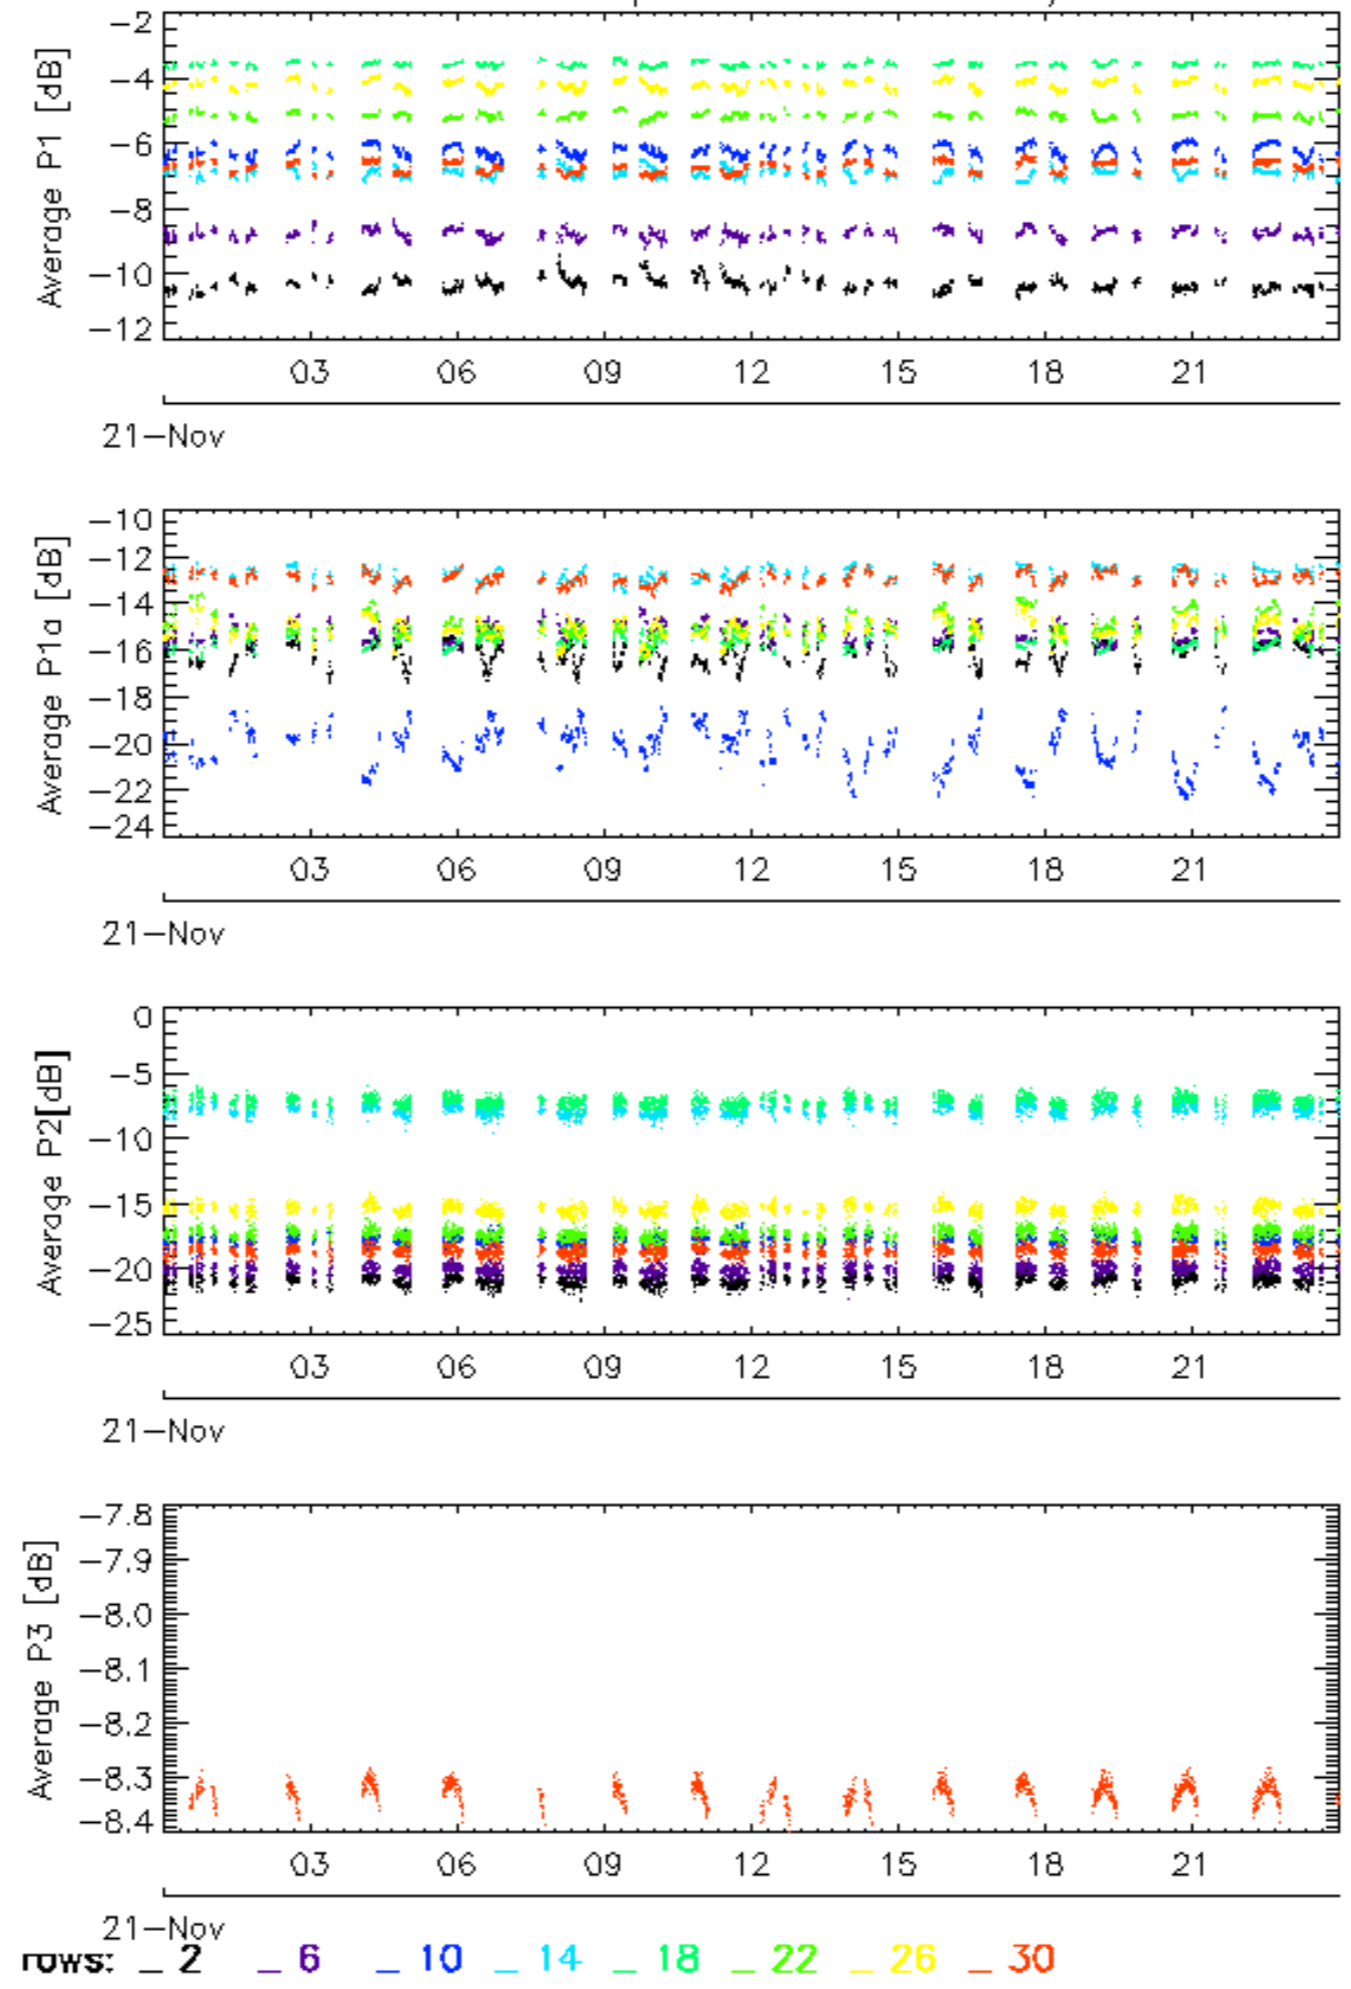 Average P1 [dB]
-2
-4
-6
-8
-10
-12
03 06 09 12 15 18 21
21-Nov
Average P1a [dB]
-10
-12
-14
-16
-18
-20
-22
-24
03 06 09 12 15 18 21
21-Nov
Average P2[dB]
0
-5
-10
-15
-20
-25
03 06 09 12 15 18 21
21-Nov
Average P3 [dB]
-7.8
-7.9
-8.0
-8.1
-8.2
-8.3
-8.4
03 06 09 12 15 18 21
21-Nov
rows: _ 2 _ 6 _ 10 _ 14 _ 18 _ 22 _ 26 _ 30